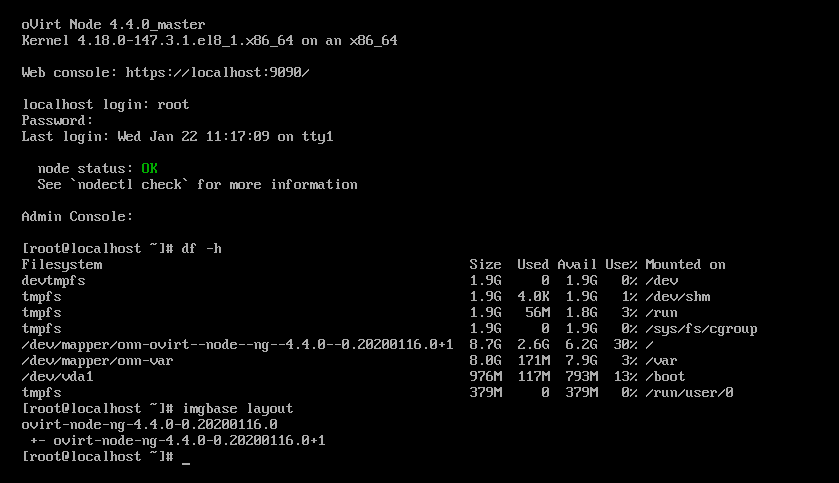 oVirt Node 4.4.0_master
Kernel 4.18.0-147.3.1.el8_1.x86_64 on an x86_64
Web console: https://localhost:9090/
localhost login: root
Password:
Last login: Wed Jan 22 11:17:09 on tty1
node status: OK
See `nodectl check` for more information
Admin Console:
[root@localhost ~]# df -h
Filesystem Size Used Avail Use% Mounted on
devtmpfs 1.9G 0 1.9G 0% /dev
tmpfs 1.9G 4.0K 1.9G 1% /dev/shm
tmpfs 1.9G 56M 1.8G 3% /run
tmpfs 1.9G 0 1.9G 0% /sys/fs/cgroup
/dev/mapper/onn-ovirt--node--ng--4.4.0--0.20200116.0+1 8.7G 2.6G 6.2G 30% /
/dev/mapper/onn-var 8.0G 171M 7.9G 3% /var
/dev/vda1 976M 117M 793M 13% /boot
tmpfs 379M 0 379M 0% /run/user/0
[root@localhost ~]# imgbase layout
ovirt-node-ng-4.4.0-0.20200116.0
+- ovirt-node-ng-4.4.0-0.20200116.0+1
[root@localhost ~]# _